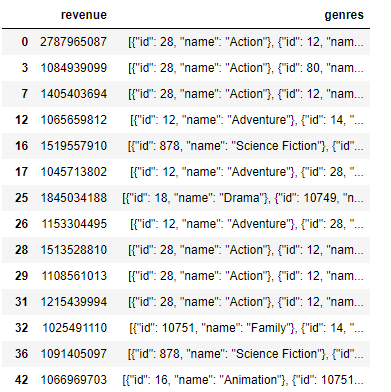 revenue genres
0 2787965087 [{"id": 28, "name": "Action"}, {"id": 12, "nam...
3 1084939099 [{"id": 28, "name": "Action"}, {"id": 80, "nam...
7 1405403694 [{"id": 28, "name": "Action"}, {"id": 12, "nam...
12 1065659812 [{"id": 12, "name": "Adventure"}, {"id": 14, "...
16 1519557910 [{"id": 878, "name": "Science Fiction"}, {"id"...
17 1045713802 [{"id": 12, "name": "Adventure"}, {"id": 28, "...
25 1845034188 [{"id": 18, "name": "Drama"}, {"id": 10749, "n...
26 1153304495 [{"id": 12, "name": "Adventure"}, {"id": 28, "...
28 1513528810 [{"id": 28, "name": "Action"}, {"id": 12, "nam...
29 1108561013 [{"id": 28, "name": "Action"}, {"id": 12, "nam...
31 1215439994 [{"id": 28, "name": "Action"}, {"id": 12, "nam...
32 1025491110 [{"id": 10751, "name": "Family"}, {"id": 14, "...
36 1091405097 [{"id": 878, "name": "Science Fiction"}, {"id"...
42 1066969703 [{"id": 16, "name": "Animation"}, {"id": 10751...